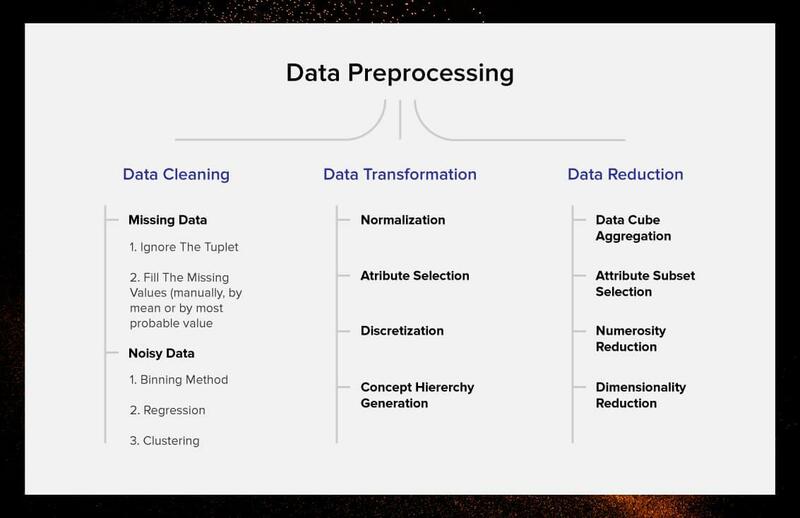 Data Preprocessing
Data Cleaning
Missing Data
1. Ignore The Tuplet
2. Fill The Missing
Values (manually, by
mean or by most
probable value
Noisy Data
1. Binning Method
2. Regression
3. Clustering
Data Transformation
Normalization
Atribute Selection
Discretization
Concept Hiererchy
Generation
Data Reduction
Data Cube
Aggregation
Attribute Subset
Selection
Numerosity
Reduction
Dimensionality
Reduction